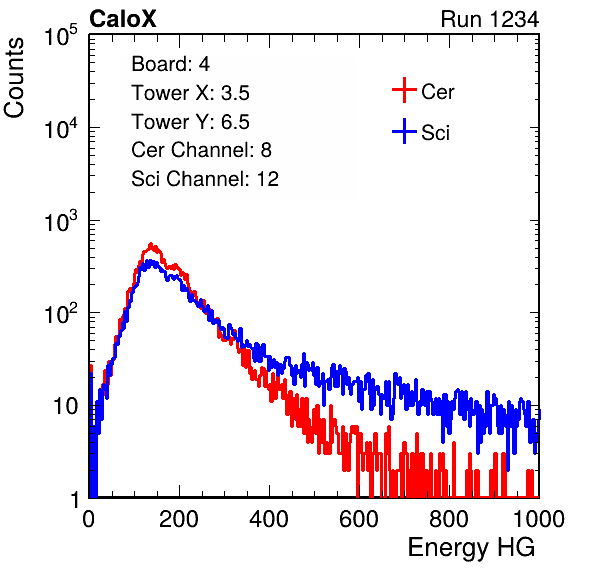 CaloX Run 1234
Counts
10^5
10^4
10^3
10^2
10
1
Board: 4
Tower X: 3.5
Tower Y: 6.5
Cer Channel: 8
Sci Channel: 12
Cer
Sci
0 200 400 600 800 1000
Energy HG